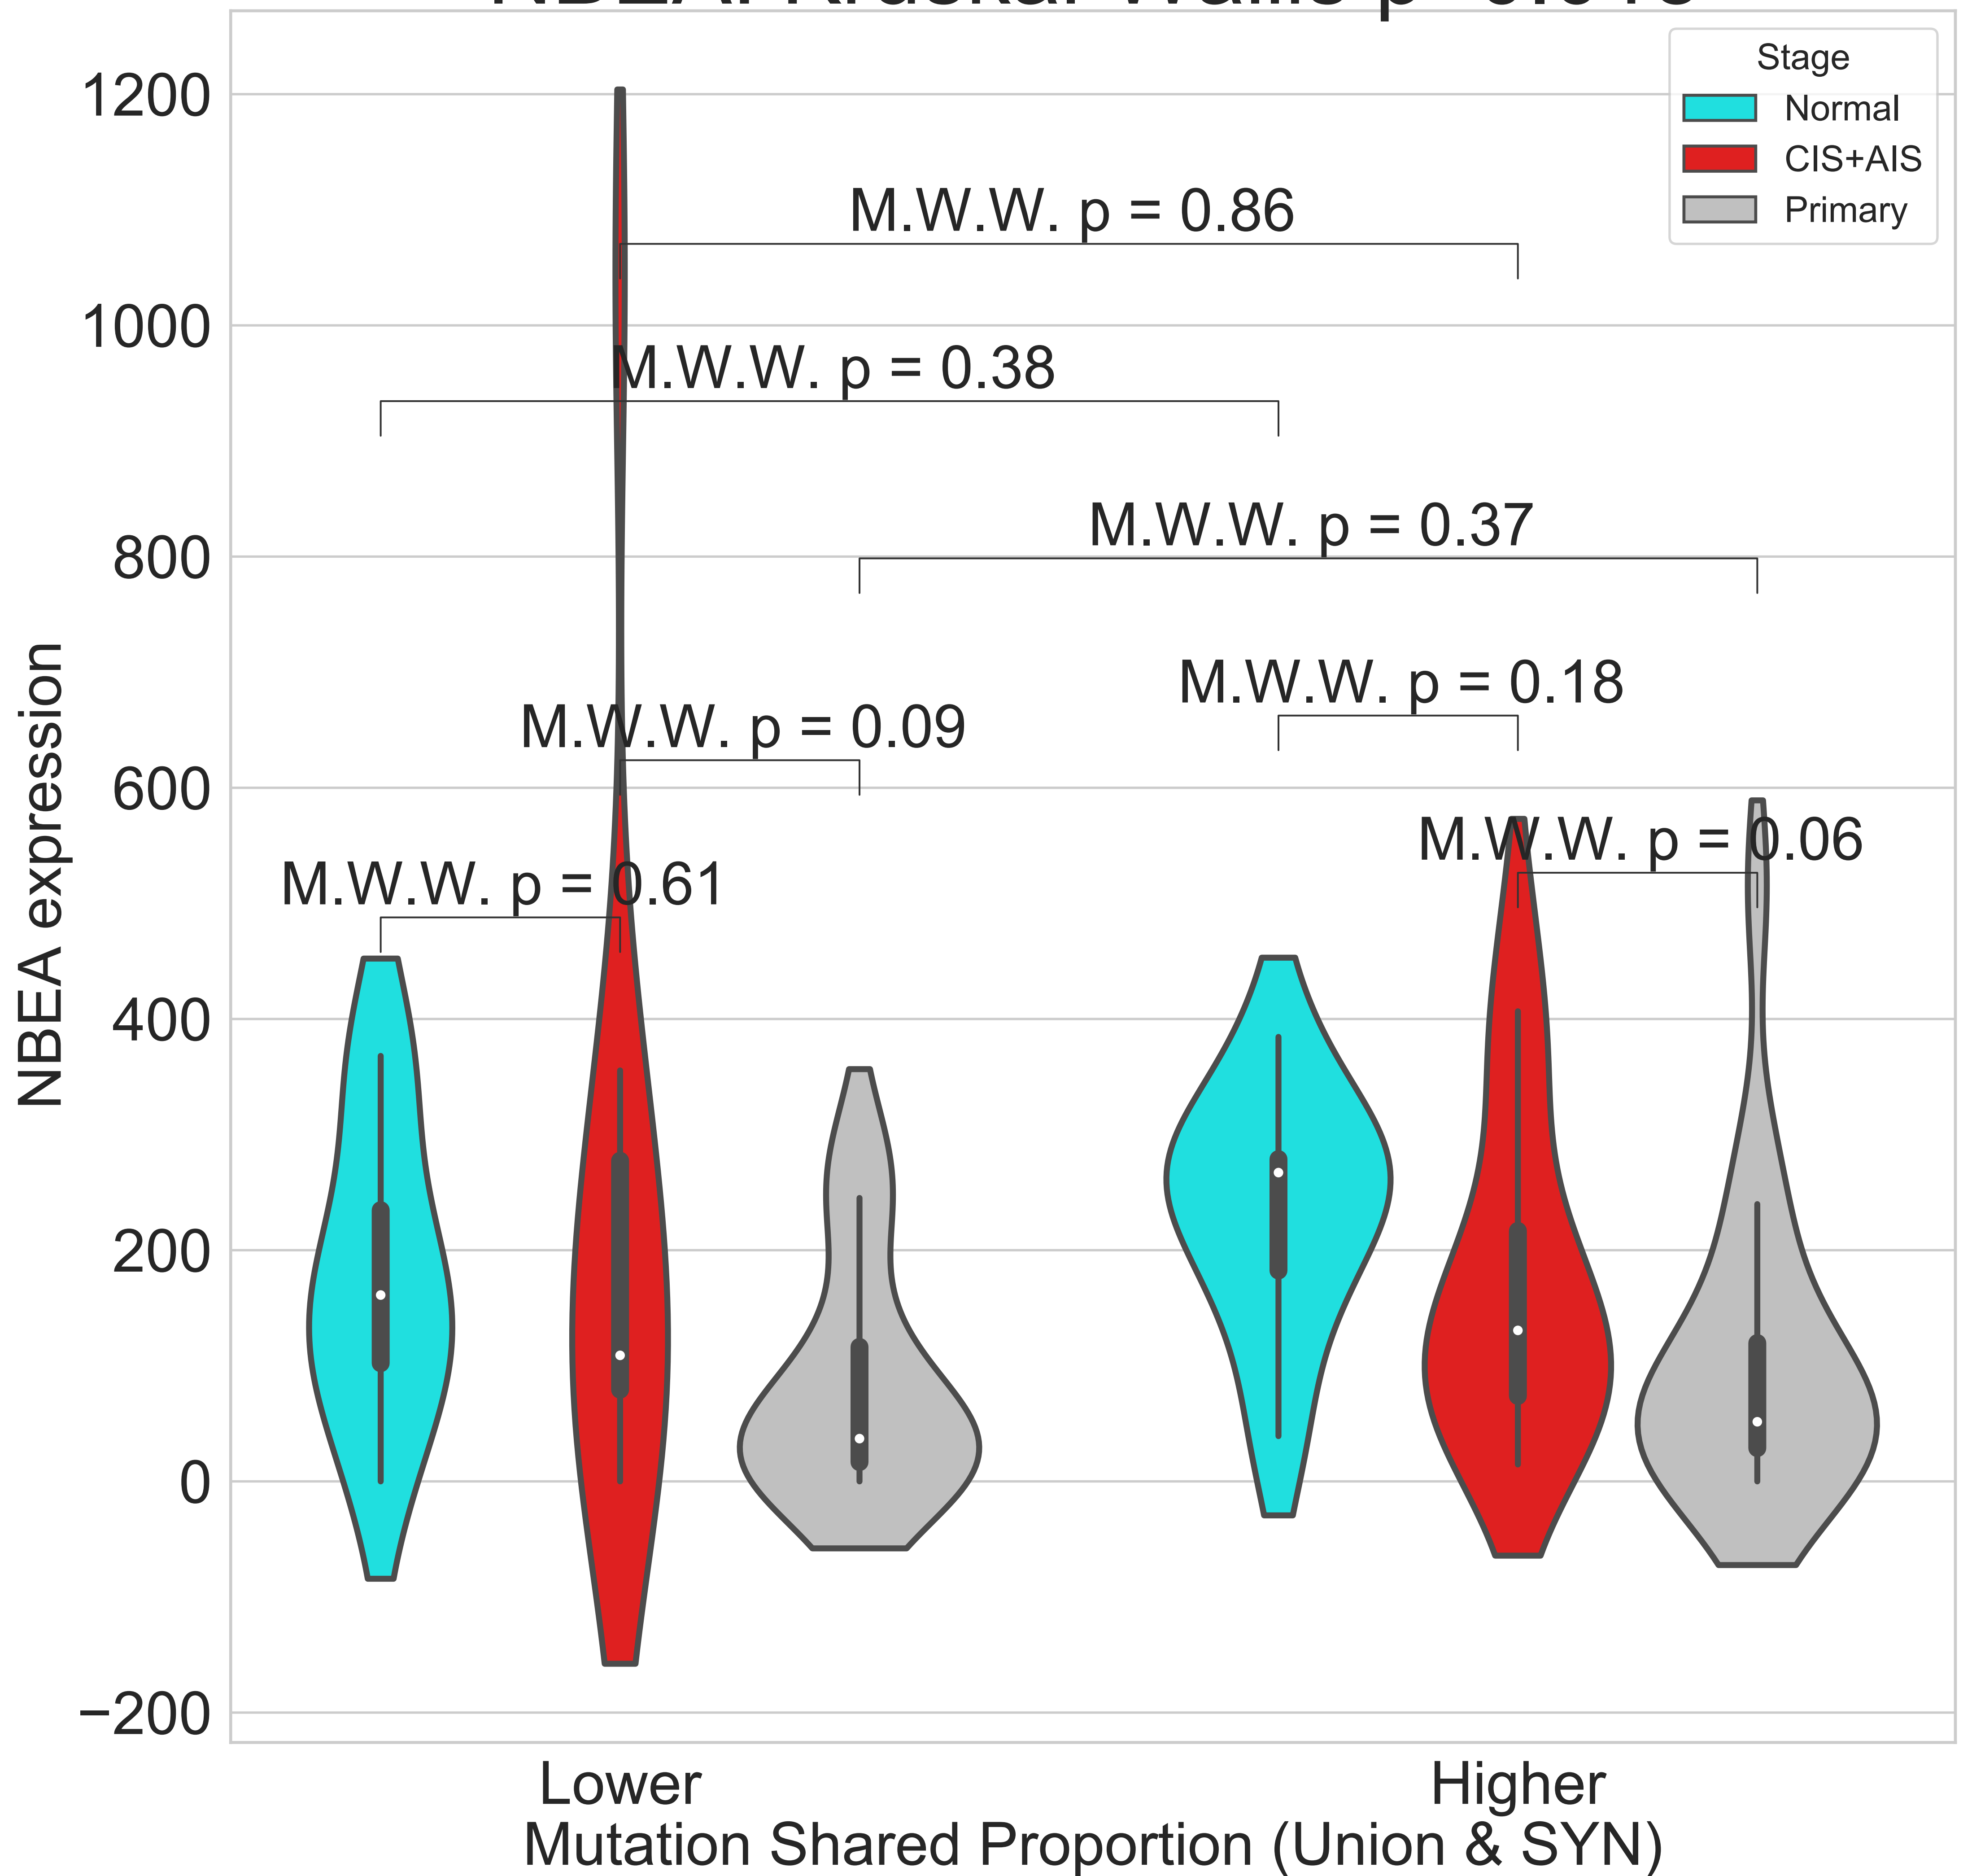 Stage
Normal
CIS+AIS
Primary
1200
1000
800
600
400
200
0
−200
NBEA expression
M.W.W. p = 0.86
M.W.W. p = 0.38
M.W.W. p = 0.37
M.W.W. p = 0.18
M.W.W. p = 0.09
M.W.W. p = 0.06
M.W.W. p = 0.61
Lower
Higher
Mutation Shared Proportion (Union & SYN)